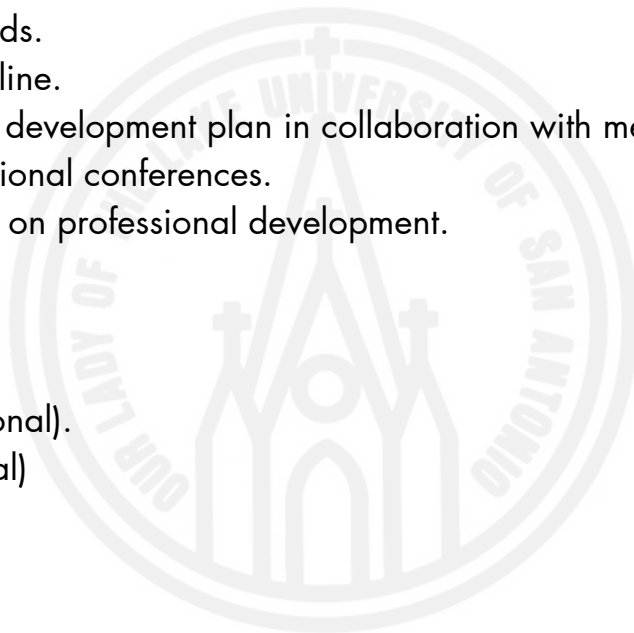 ds.
line.
development plan in collaboration with me
ional conferences.
on professional development.
onal).
al)
OUR LADY OF THE LAKE UNIVERSITY OF SAN ANTONIO